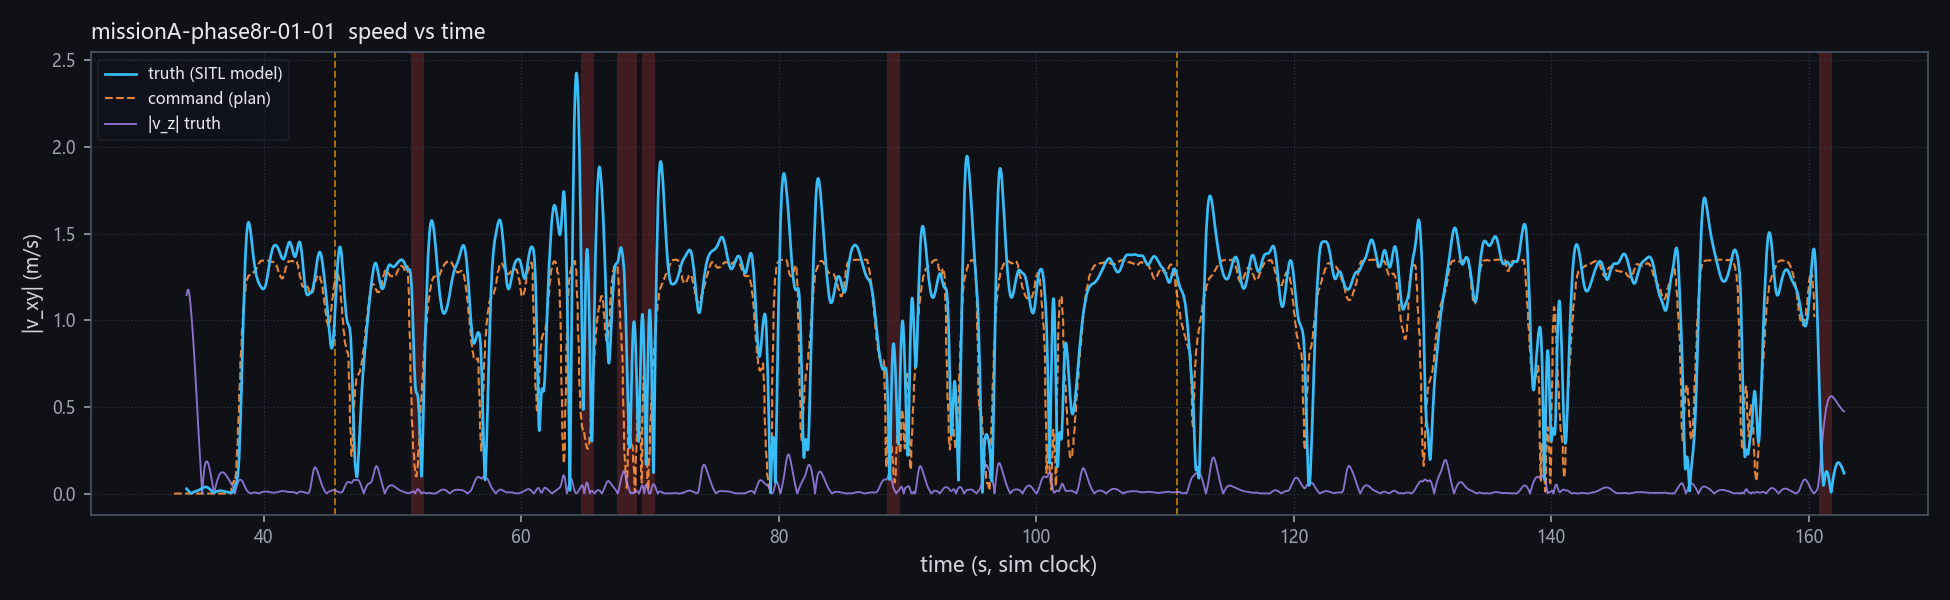 missionA-phase8r-01-01 speed vs time
truth (SITL model)
command (plan)
|v_z| truth
|v_xy| (m/s)
2.5
2.0
1.5
1.0
0.5
0.0
40 60 80 100 120 140 160
time (s, sim clock)